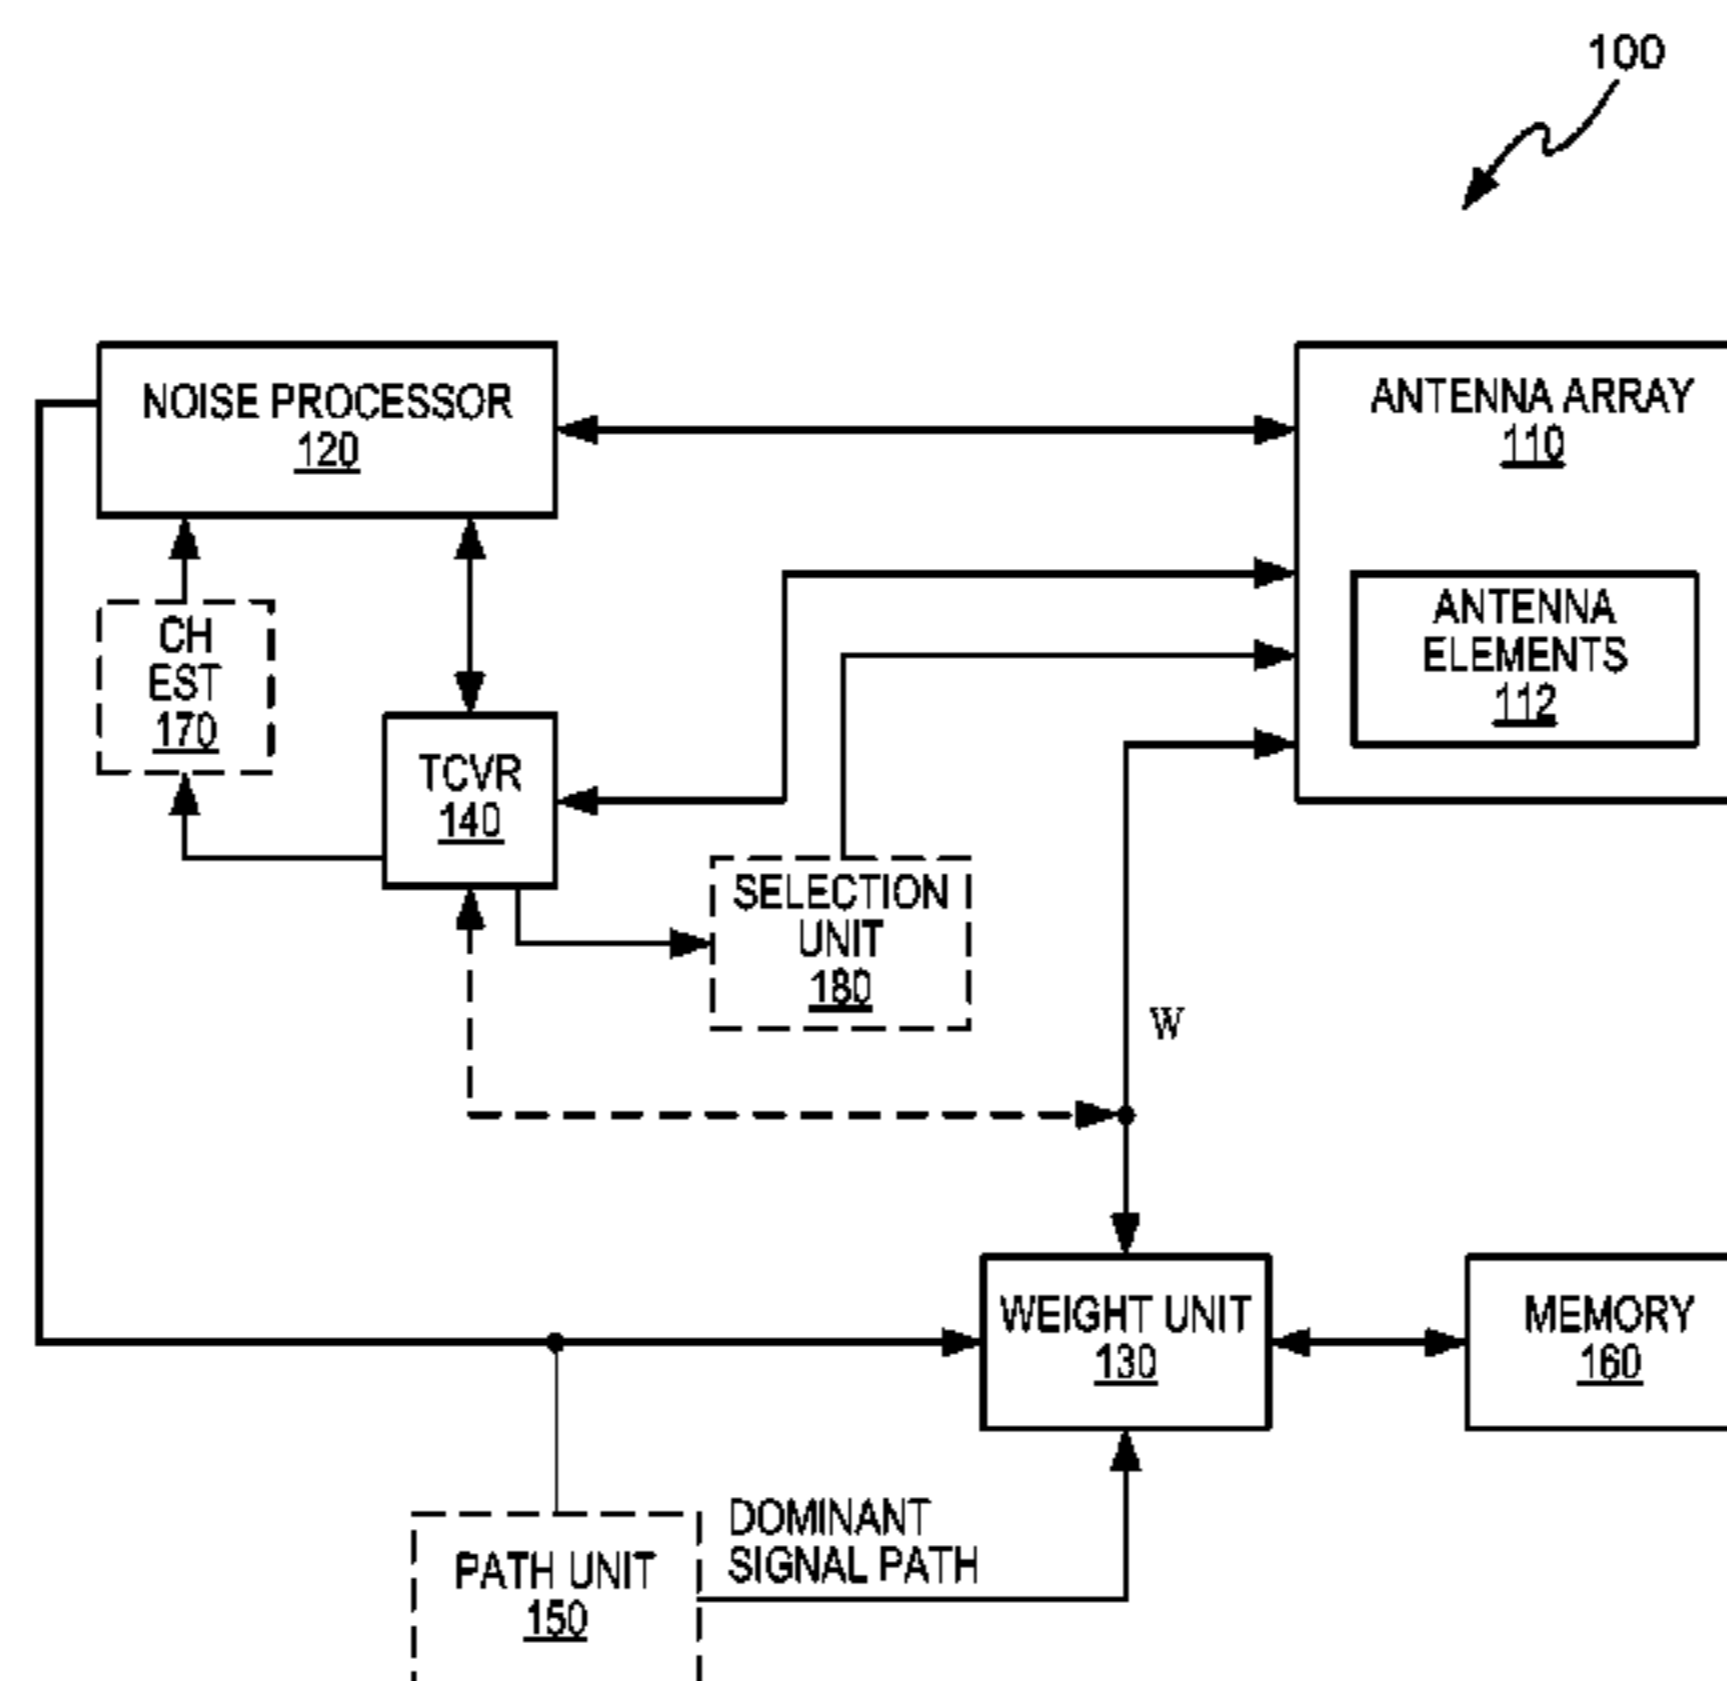 100
NOISE PROCESSOR
120
ANTENNA ARRAY
110
ANTENNA
ELEMENTS
112
CH
EST
170
TCVR
140
SELECTION
UNIT
180
W
WEIGHT UNIT
130
MEMORY
160
DOMINANT
SIGNAL PATH
PATH UNIT
150